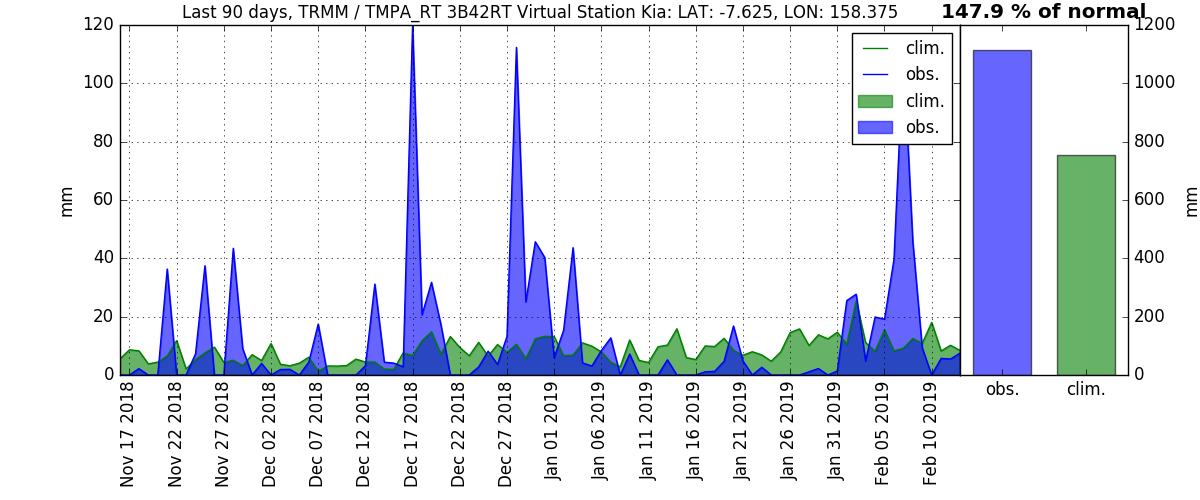 Last 90 days, TRMM / TMPA_RT 3B42RT Virtual Station Kia: LAT: -7.625, LON: 158.375
147.9 % of normal
mm
120
100
80
60
40
20
0
clim.
obs.
clim.
obs.
Nov 17 2018
Nov 22 2018
Nov 27 2018
Dec 02 2018
Dec 07 2018
Dec 12 2018
Dec 17 2018
Dec 22 2018
Dec 27 2018
Jan 01 2019
Jan 06 2019
Jan 11 2019
Jan 16 2019
Jan 21 2019
Jan 26 2019
Jan 31 2019
Feb 05 2019
Feb 10 2019
1200
1000
800
600
400
200
0
mm
obs.
clim.